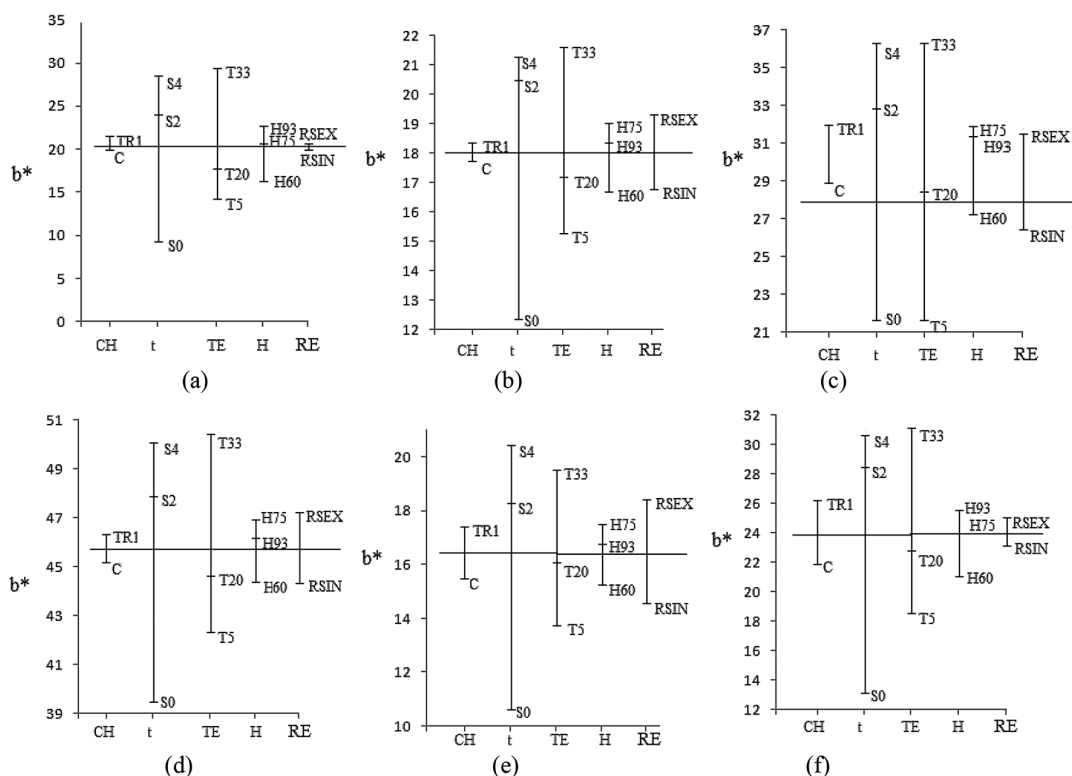 35
30
25
20
15
10
5
0
b*
TR1
C
S4
S2
S0
T33
T20
T5
H93
H75
H60
RSEX
RSIN
CH t TE H RE
(a)
22
21
20
19
18
17
16
15
14
13
12
b*
TR1
C
S4
S2
S0
T33
T20
T5
H75
H93
H60
RSEX
RSIN
CH t TE H RE
(b)
37
35
33
31
29
27
25
23
21
b*
TR1
C
S4
S2
S0
T33
T20
T5
H75
H93
H60
RSEX
RSIN
CH t TE H RE
(c)
51
49
47
45
43
41
39
b*
TR1
C
S4
S2
S0
T33
T20
T5
H75
H93
H60
RSEX
RSIN
CH t TE H RE
(d)
20
18
16
14
12
10
b*
TR1
C
S4
S2
S0
T33
T20
T5
H75
H93
H60
RSEX
RSIN
CH t TE H RE
(e)
32
30
28
26
24
22
20
18
16
14
12
b*
TR1
C
S4
S2
S0
T33
T20
T5
H93
H75
H60
RSEX
RSIN
CH t TE H RE
(f)